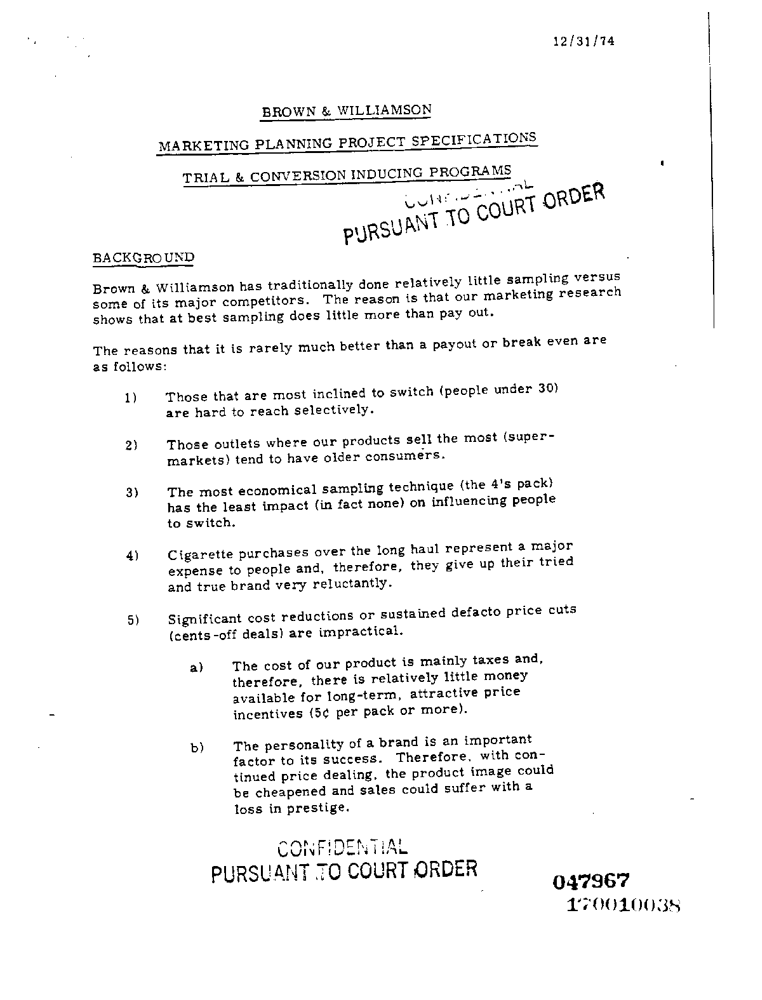 12/31/74
BROWN & WILLIAMSON
MARKETING PLANNING PROJECT SPECIFICATIONS
TRIAL & CONVERSION INDUCING PROGRAMS
CONFIDENTIAL
PURSUANT TO COURT ORDER
BACKGROUND
Brown & Williamson has traditionally done relatively little sampling versus
some of its major competitors. The reason is that our marketing research
shows that at best sampling does little more than pay out.
The reasons that it is rarely much better than a payout or break even are
as follows:
1) Those that are most inclined to switch (people under 30)
are hard to reach selectively.
2) Those outlets where our products sell the most (super-
markets) tend to have older consumers.
3) The most economical sampling technique (the 4's pack)
has the least impact (in fact none) on influencing people
to switch.
4) Cigarette purchases over the long haul represent a major
expense to people and, therefore, they give up their tried
and true brand very reluctantly.
5) Significant cost reductions or sustained defacto price cuts
(cents-off deals) are impractical.
a) The cost of our product is mainly taxes and,
therefore, there is relatively little money
available for long-term, attractive price
incentives (5¢ per pack or more).
b) The personality of a brand is an important
factor to its success. Therefore, with con-
tinued price dealing, the product image could
be cheapened and sales could suffer with a
loss in prestige.
CONFIDENTIAL
PURSUANT TO COURT ORDER
047967
170010038